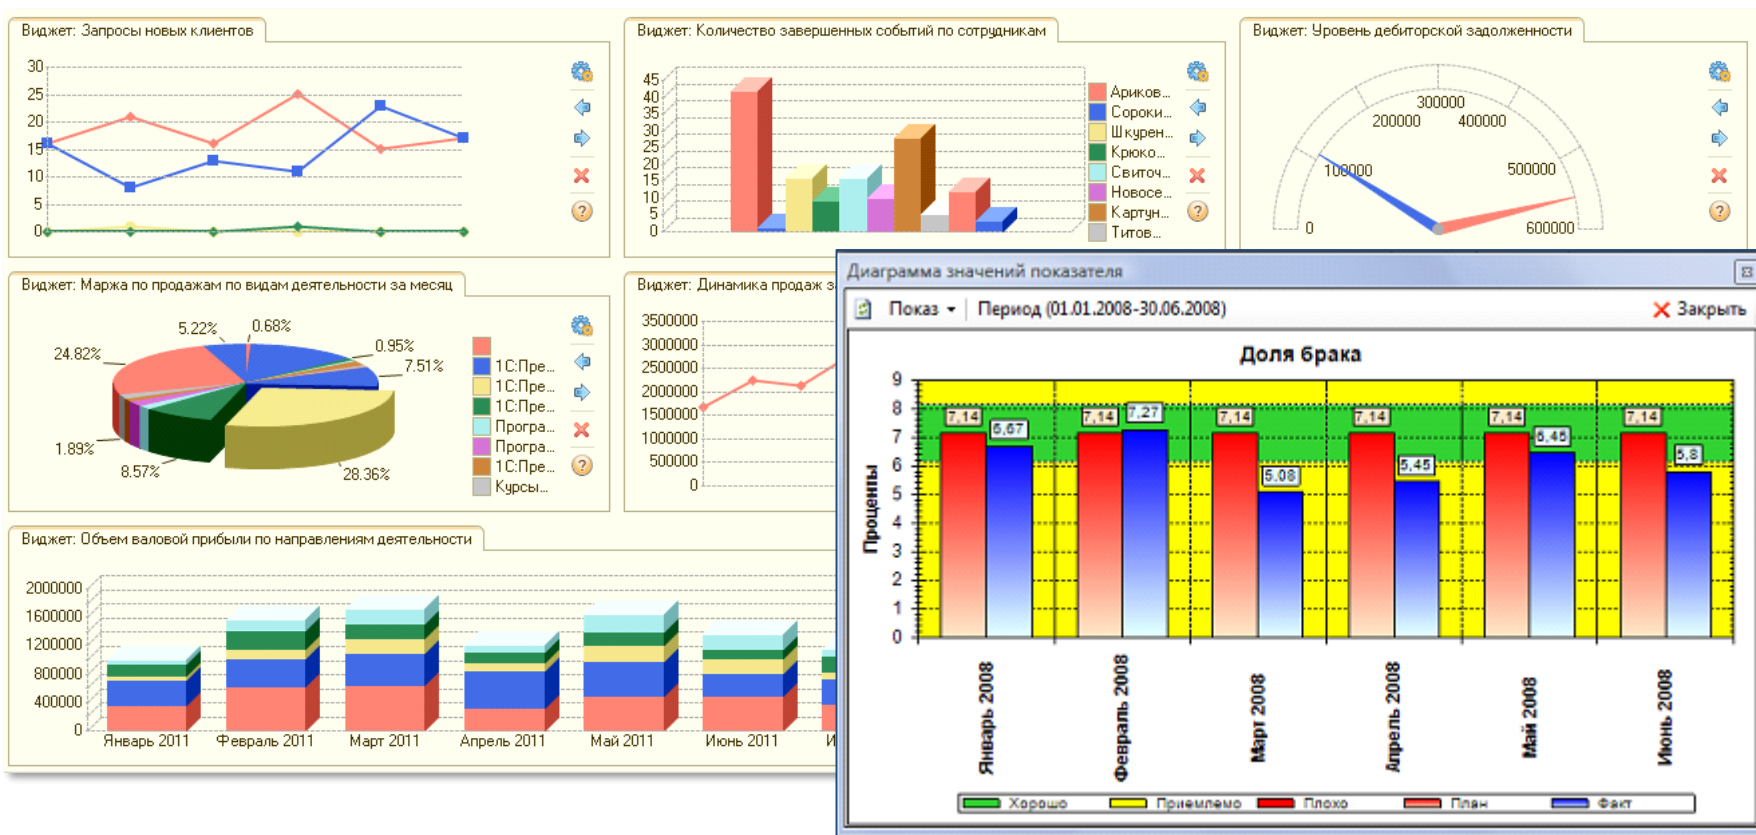 Виджет: Запросы новых клиентов
30
25
20
15
10
5
0
Виджет: Количество завершенных событий по сотрудникам
45
40
35
30
25
20
15
10
5
0
Ариков...
Сороки...
Шкурен...
Крюко...
Свиточ...
Новосе...
Картун...
Титов...
Виджет: Уровень дебиторской задолженности
300000
200000 400000
100000 500000
0 600000
Виджет: Маржа по продажам по видам деятельности за месяц
5.22% 0.68%
24.82% 0.95%
7.51%
1.89%
8.57% 28.36%
1С:Пре...
1С:Пре...
1С:Пре...
Програ...
Програ...
1С:Пре...
Курсы...
Виджет: Динамика продаж з
3500000
3000000
2500000
2000000
1500000
1000000
500000
0
Виджет: Объем валовой прибыли по направлениям деятельности
2000000
1600000
1200000
800000
400000
0
Январь 2011 Февраль 2011 Март 2011 Апрель 2011 Май 2011 Июнь 2011 И
Диаграмма значений показателя
Показ Период (01.01.2008-30.06.2008) Закрыть
Доля брака
Проценты
9
8
7
6
5
4
3
2
1
0
7,14 6,67 7,14 7,27 7,14 5.08 7,14 5,45 7,14 6,45 7,14 5,8
Январь 2008
Февраль 2008
Март 2008
Апрель 2008
Май 2008
Июнь 2008
Хорошо Приемлемо Плохо План Факт